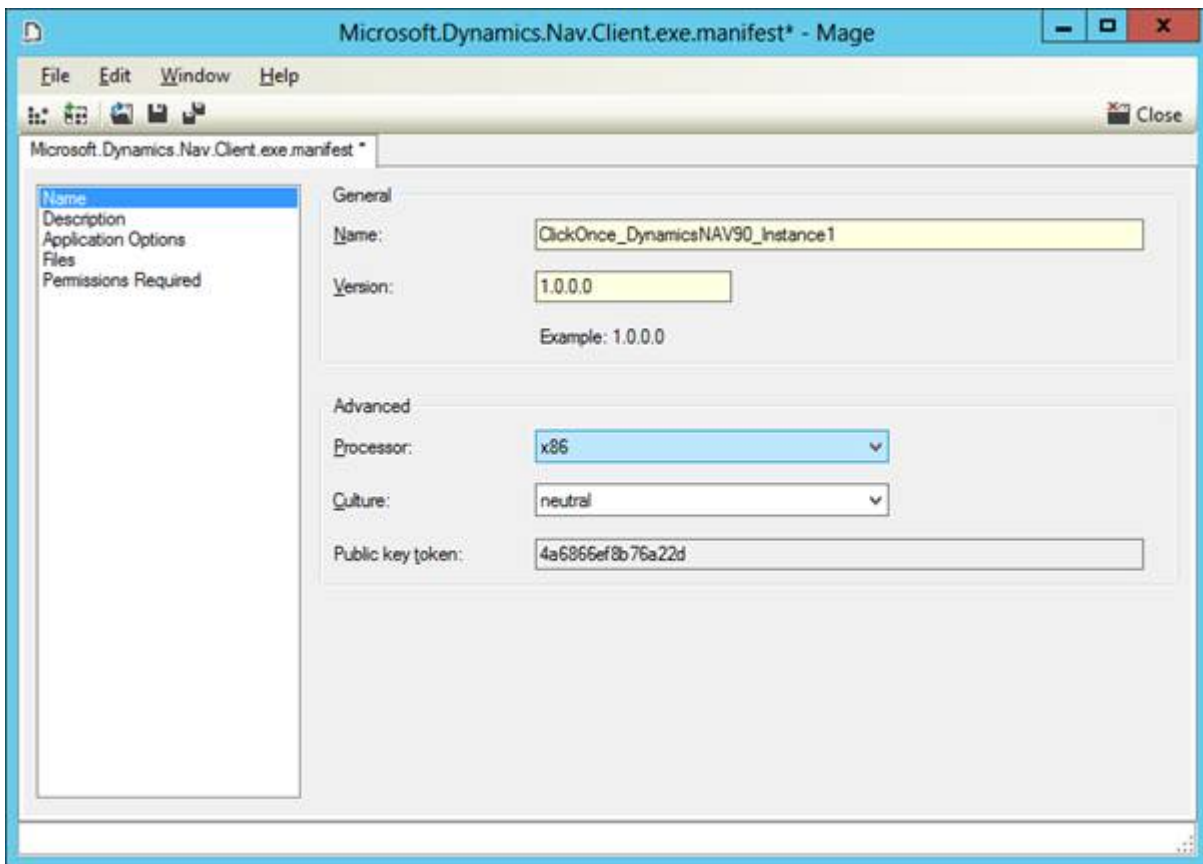 Microsoft.Dynamics.Nav.Client.exe.manifest* - Mage
File Edit Window Help
Close
Microsoft.Dynamics.Nav.Client.exe.manifest *
Name
Description
Application Options
Files
Permissions Required
General
Name: ClickOnce_DynamicsNAV90_Instance1
Version: 1.0.0.0
Example: 1.0.0.0
Advanced
Processor: x86
Culture: neutral
Public key token: 4a6866ef8b76a22d